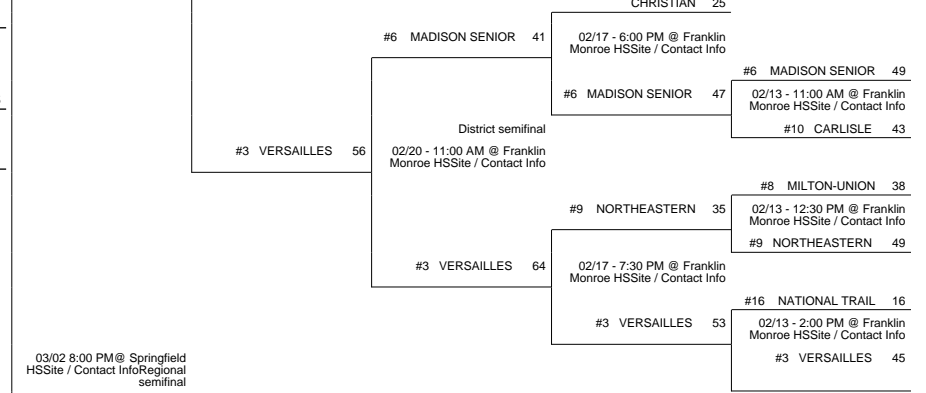 CHRISTIAN 25
#6 MADISON SENIOR 41
02/17 - 6:00 PM @ Franklin
Monroe HSSite / Contact Info
#6 MADISON SENIOR 49
#6 MADISON SENIOR 47
02/13 - 11:00 AM @ Franklin
Monroe HSSite / Contact Info
#10 CARLISLE 43
District semifinal
#3 VERSAILLES 56
02/20 - 11:00 AM @ Franklin
Monroe HSSite / Contact Info
#8 MILTON-UNION 38
#9 NORTHEASTERN 35
02/13 - 12:30 PM @ Franklin
Monroe HSSite / Contact Info
#9 NORTHEASTERN 49
#3 VERSAILLES 64
02/17 - 7:30 PM @ Franklin
Monroe HSSite / Contact Info
#16 NATIONAL TRAIL 16
#3 VERSAILLES 53
02/13 - 2:00 PM @ Franklin
Monroe HSSite / Contact Info
#3 VERSAILLES 45
03/02 8:00 PM@ Springfield
HSSite / Contact InfoRegional
semifinal